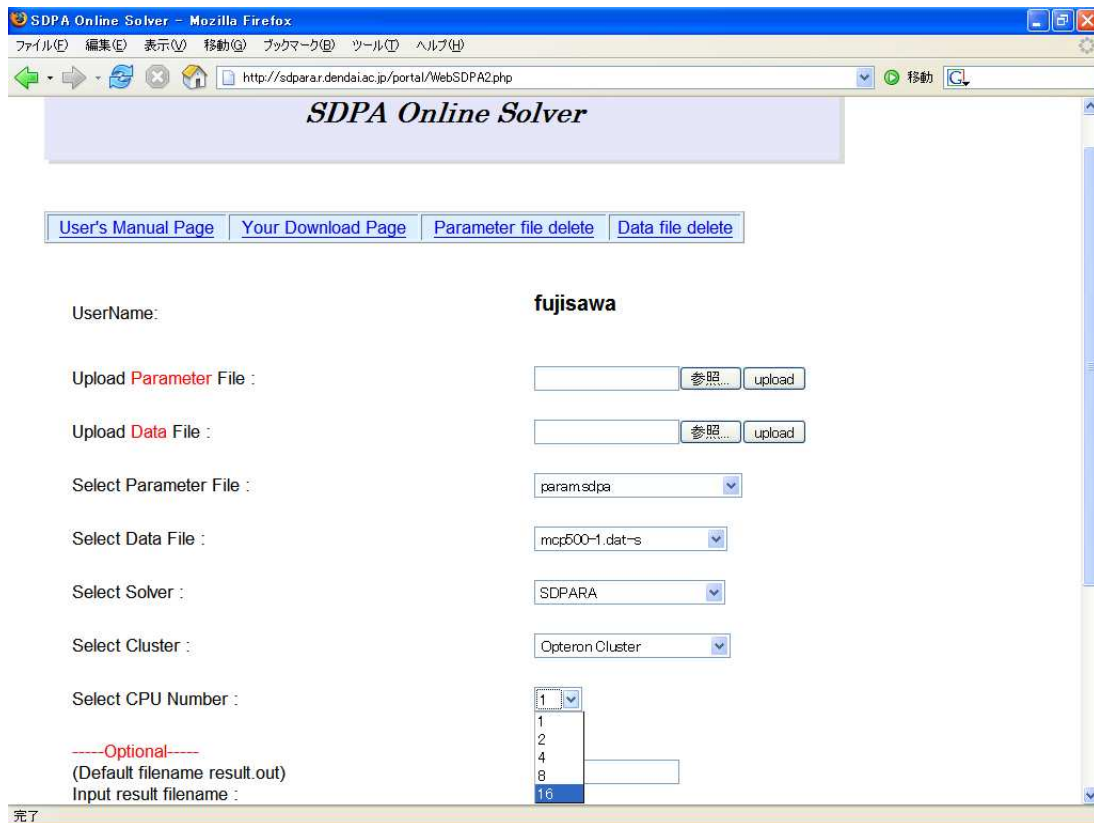 SDPA Online Solver - Mozilla Firefox
ファイル(F) 編集(E) 表示(V) 移動(G) ブックマーク(B) ツール(T) ヘルプ(H)
http://sdpara.r.dendai.ac.jp/portal/WebSDPA2.php 移動 G
SDPA Online Solver
User's Manual Page Your Download Page Parameter file delete Data file delete
UserName: fujisawa
Upload Parameter File : 参照... upload
Upload Data File : 参照... upload
Select Parameter File : param.sdpa
Select Data File : mcp500-1.dat-s
Select Solver : SDPARA
Select Cluster : Opteron Cluster
Select CPU Number : 1
1
2
4
8
16
-----Optional-----
(Default filename result.out)
Input result filename :
完了